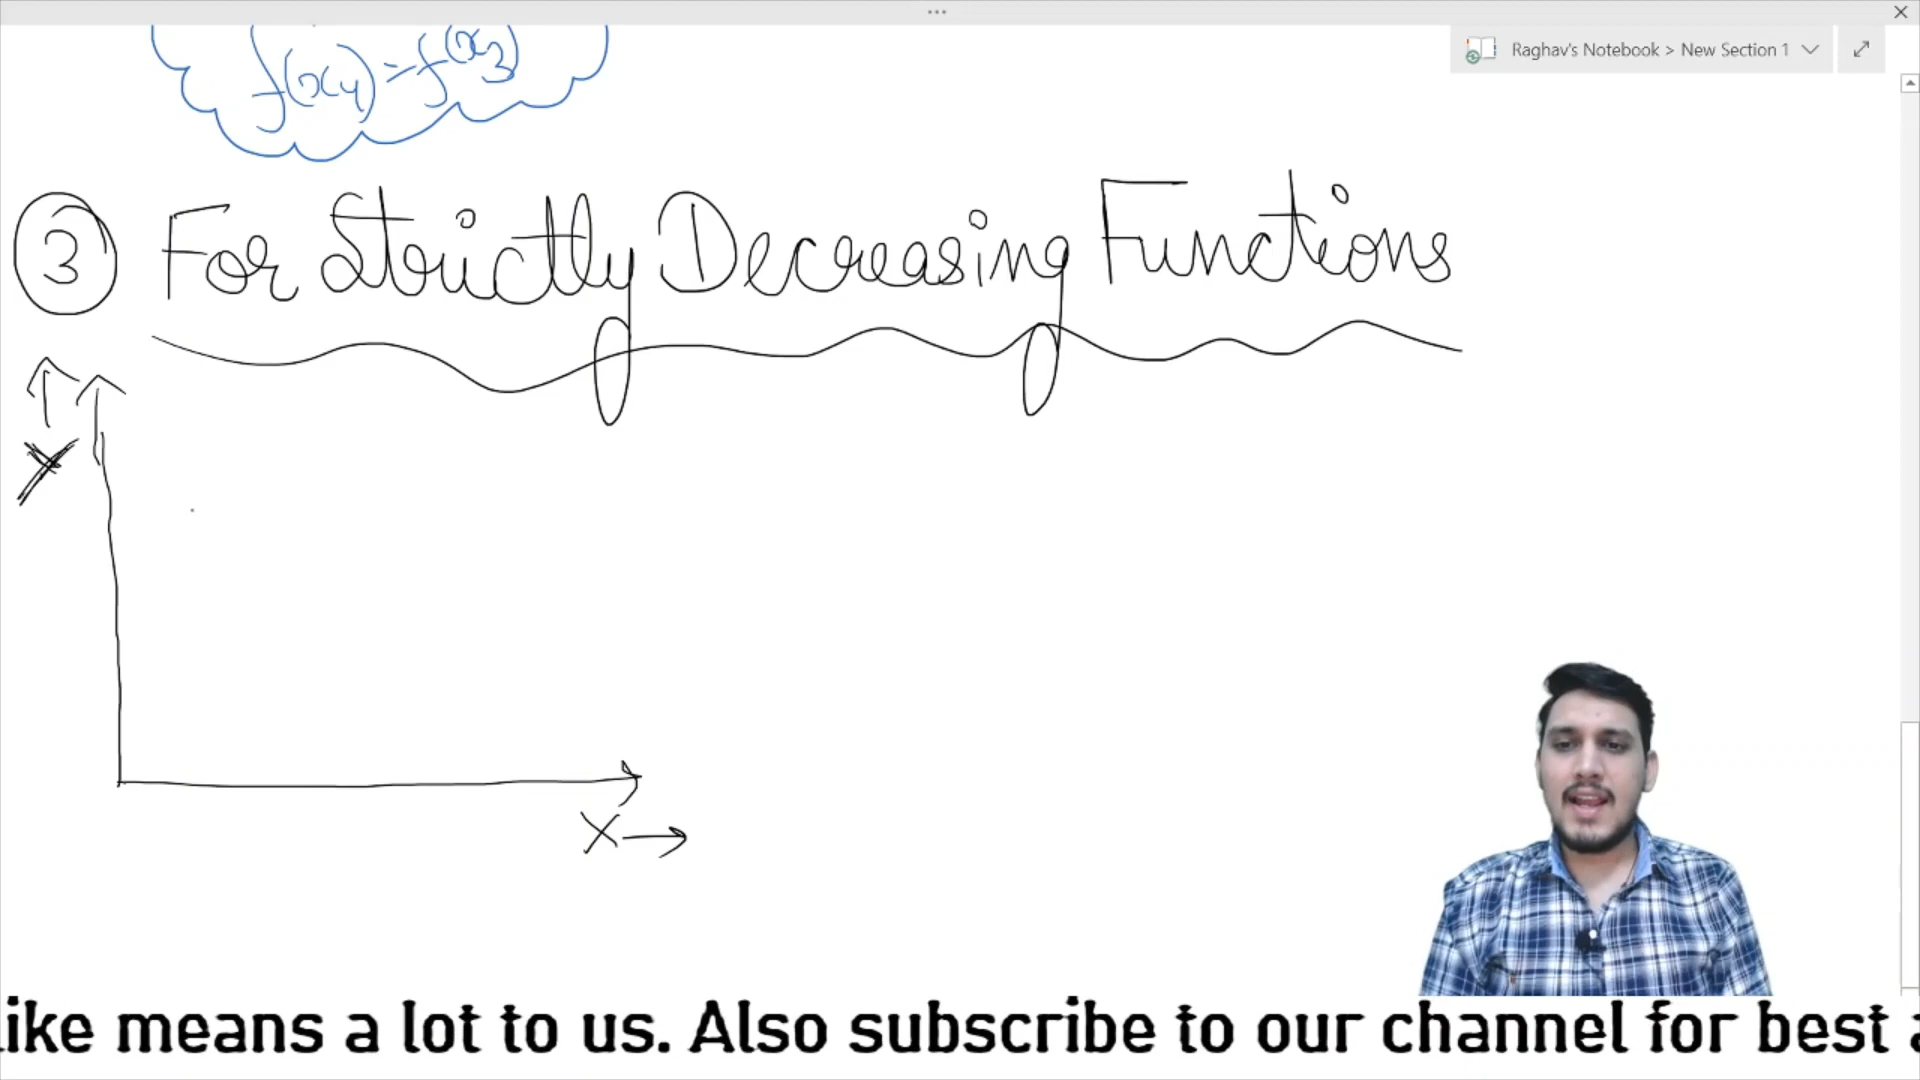 ...
Raghav's Notebook > New Section 1
f(x4) = f(x3)
3 For Strictly Decreasing Functions
Y
X →
ike means a lot to us. Also subscribe to our channel for best a